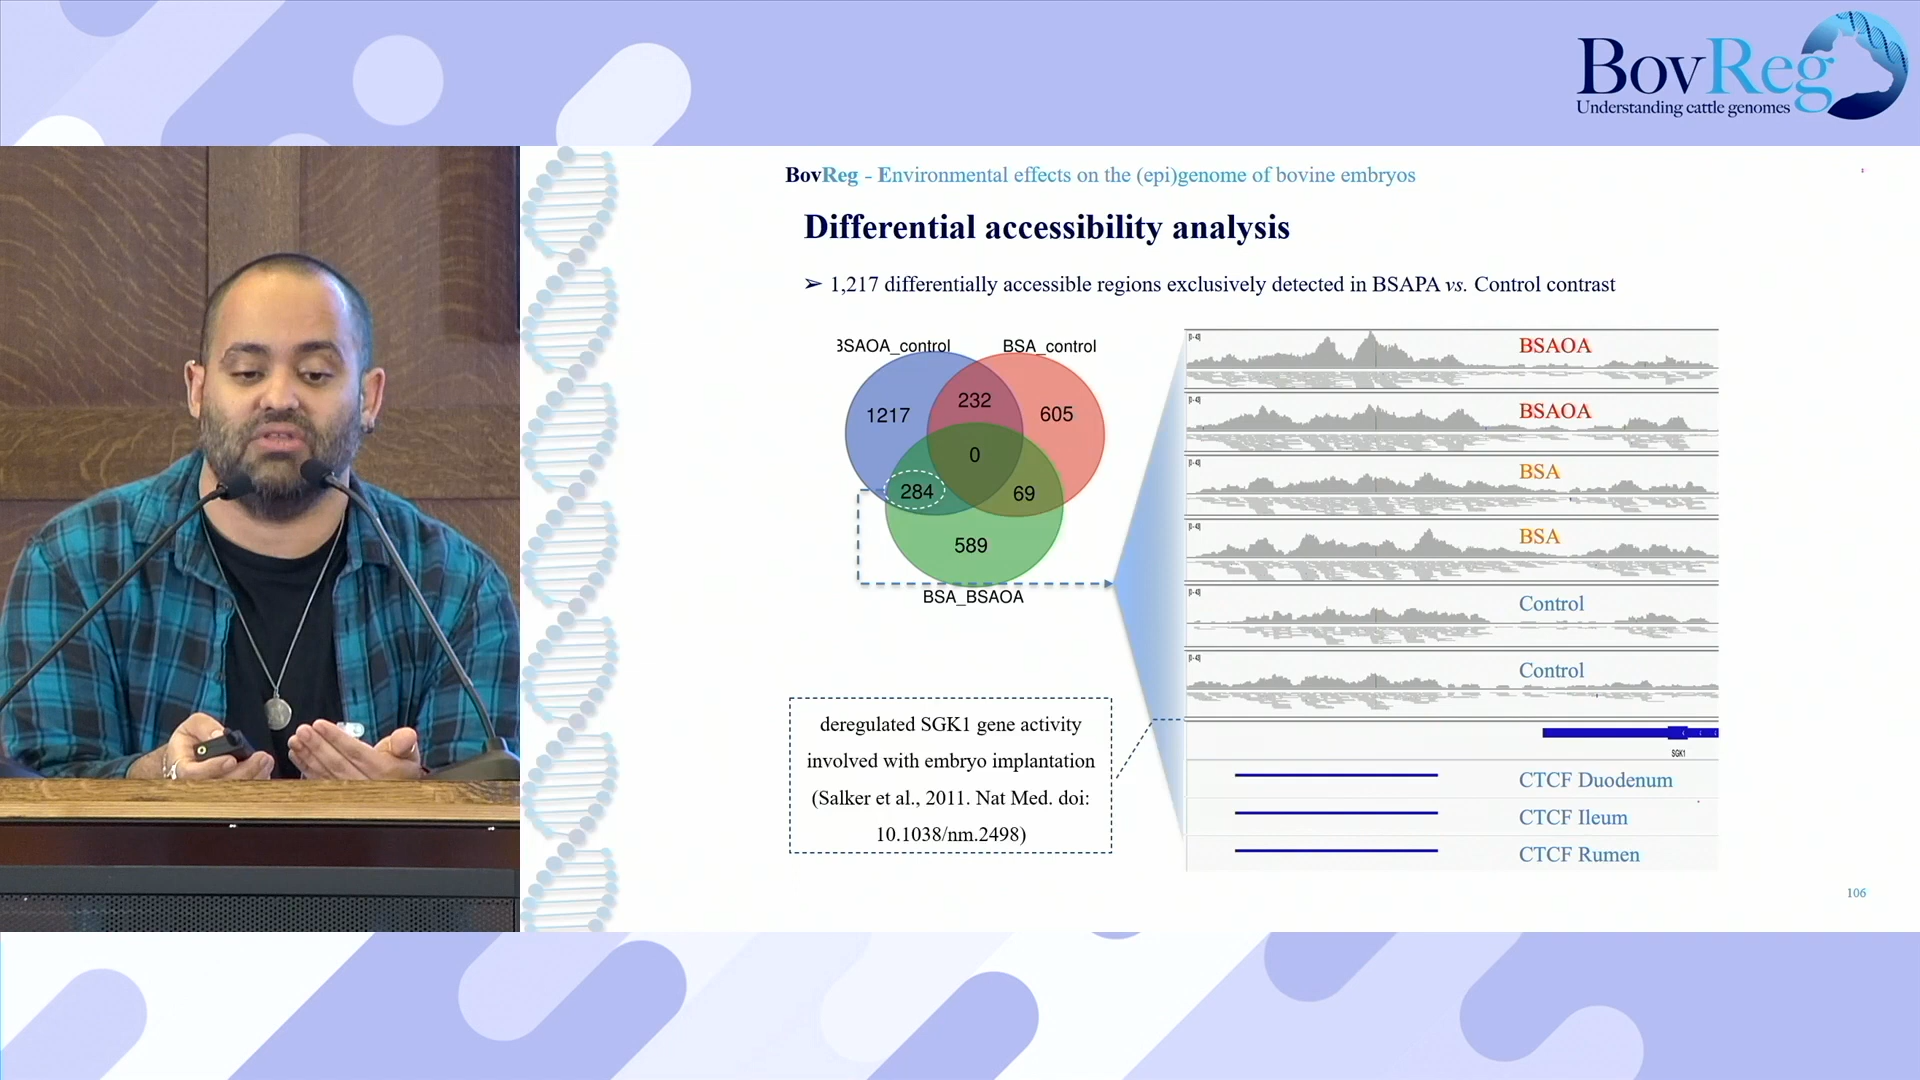 BovReg
Understanding cattle genomes
BovReg - Environmental effects on the (epi)genome of bovine embryos
Differential accessibility analysis
➢ 1,217 differentially accessible regions exclusively detected in BSAPA vs. Control contrast
BSAOA_control
BSA_control
1217
232
605
0
284
69
589
BSA_BSAOA
deregulated SGK1 gene activity
involved with embryo implantation
(Salker et al., 2011. Nat Med. doi:
10.1038/nm.2498)
BSAOA
BSAOA
BSA
BSA
Control
Control
SGK1
CTCF Duodenum
CTCF Ileum
CTCF Rumen
106